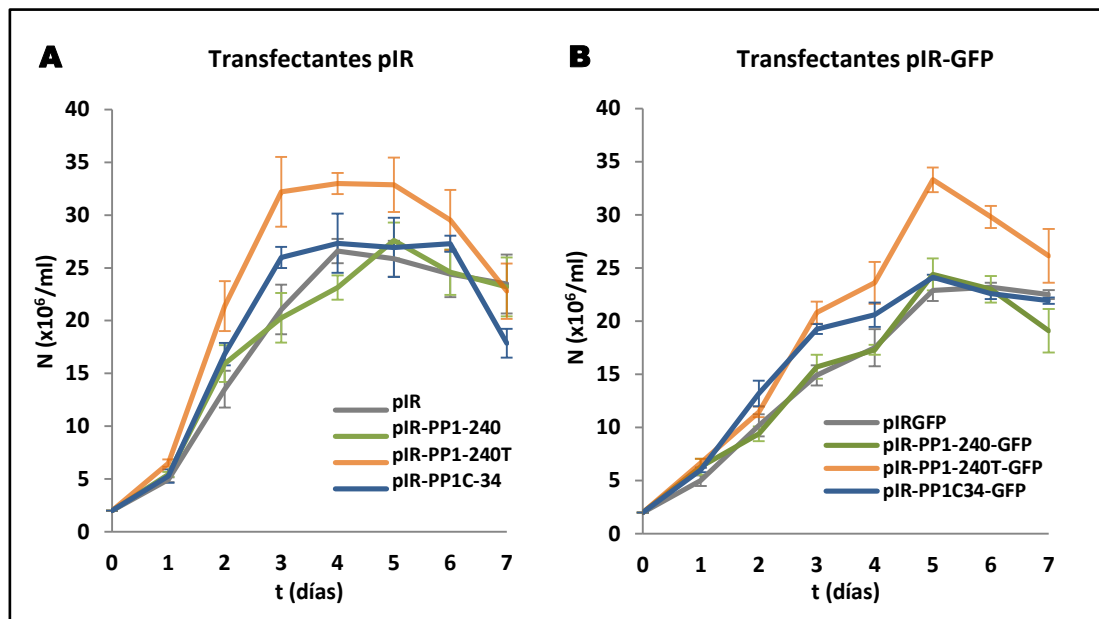 A
Transfectantes pIR
N (x10⁶/ml)
40
35
30
25
20
15
10
5
0
0 1 2 3 4 5 6 7
t (días)
pIR
pIR-PP1-240
pIR-PP1-240T
pIR-PP1C-34
B
Transfectantes pIR-GFP
N (x10⁶/ml)
40
35
30
25
20
15
10
5
0
0 1 2 3 4 5 6 7
t (días)
pIRGFP
pIR-PP1-240-GFP
pIR-PP1-240T-GFP
pIR-PP1C34-GFP